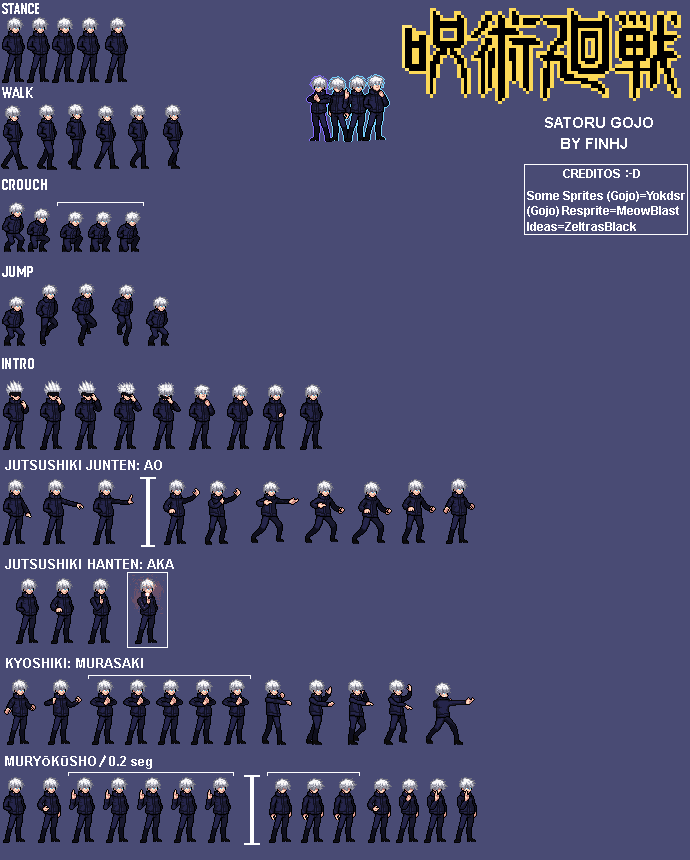 STANCE
呪術廻戦
WALK
SATORU GOJO
BY FINHJ
CREDITOS :-D
Some Sprites (Gojo)=Yokdsr
(Gojo) Resprite=MeowBlast
Ideas=ZeltrasBlack
CROUCH
JUMP
INTRO
JUTSUSHIKI JUNTEN: AO
JUTSUSHIKI HANTEN: AKA
KYOSHIKI: MURASAKI
MURYōKūSHO/0.2 seg